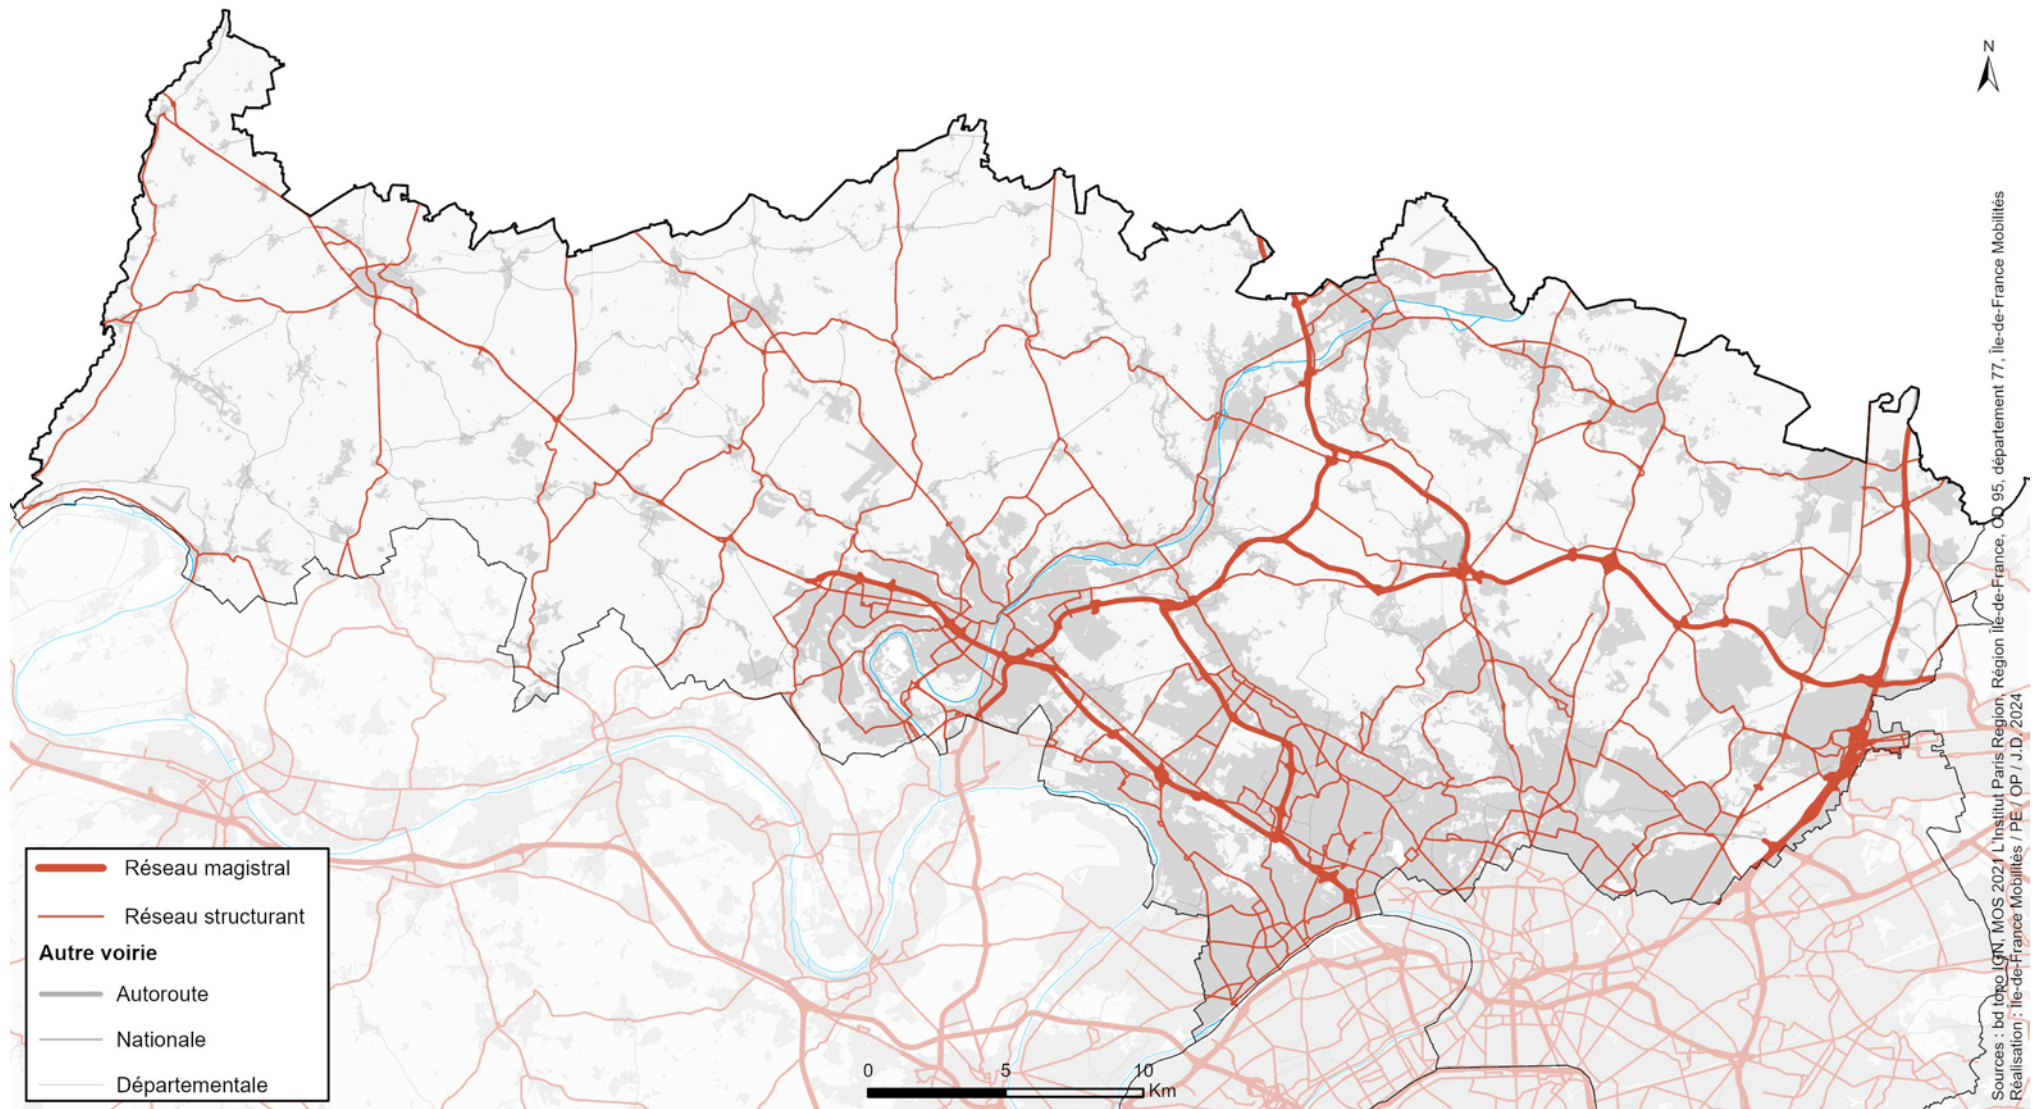 N
Réseau magistral
Réseau structurant
Autre voirie
Autoroute
Nationale
Départementale
0 5 10
Km
Sources : bd topo IGN, MOS 2021 L'Institut Paris Region, Région Île-de-France, CD 95, département 77, Île-de-France Mobilités
Réalisation : Île-de-France Mobilités / PE / OP / J.D 2024